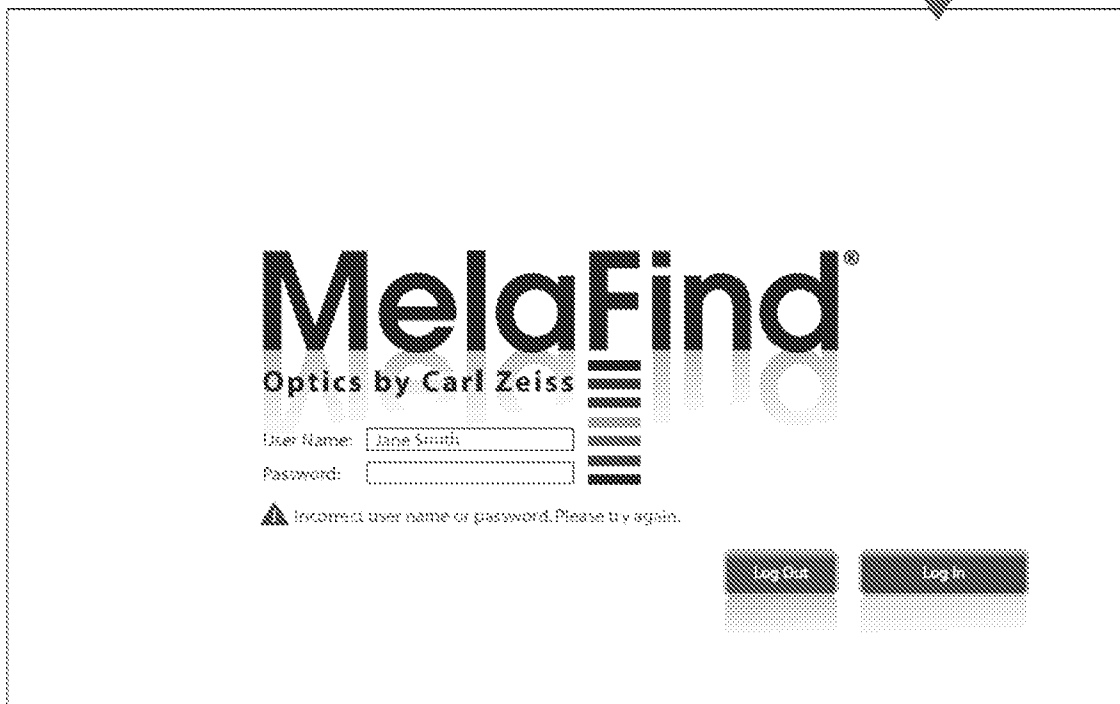 MelaFind®
Optics by Carl Zeiss
User Name: Jane Smith
Password:
Incorrect user name or password. Please try again.
Log Out Log In